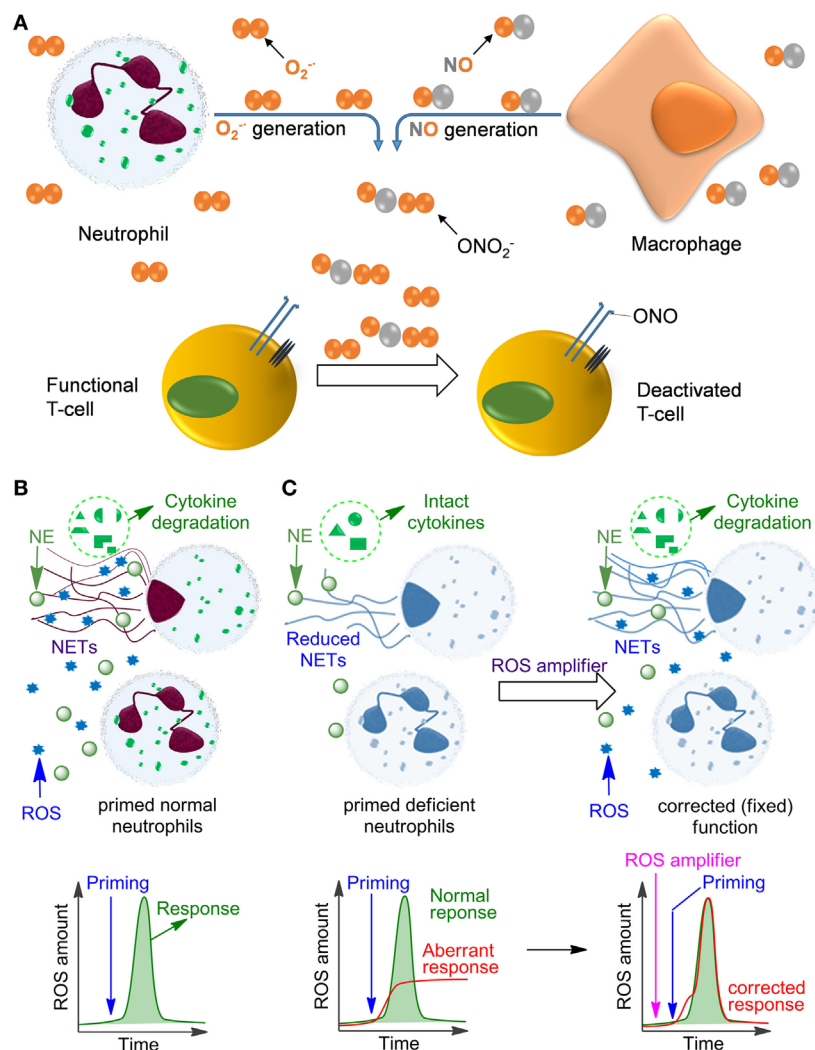 A
O₂⁻·
NO
O₂⁻· generation
NO generation
Neutrophil
ONO₂⁻
Macrophage
ONO
Functional
T-cell
Deactivated
T-cell
B
Cytokine
degradation
NE
NETs
ROS
primed normal
neutrophils
C
Intact
cytokines
NE
Reduced
NETs
primed deficient
neutrophils
ROS amplifier
Cytokine
degradation
NE
NETs
ROS
corrected (fixed)
function
ROS amount
Priming
Response
Time
ROS amount
Priming
Normal
reponse
Aberrant
response
Time
ROS amplifier
Priming
ROS amount
corrected
response
Time